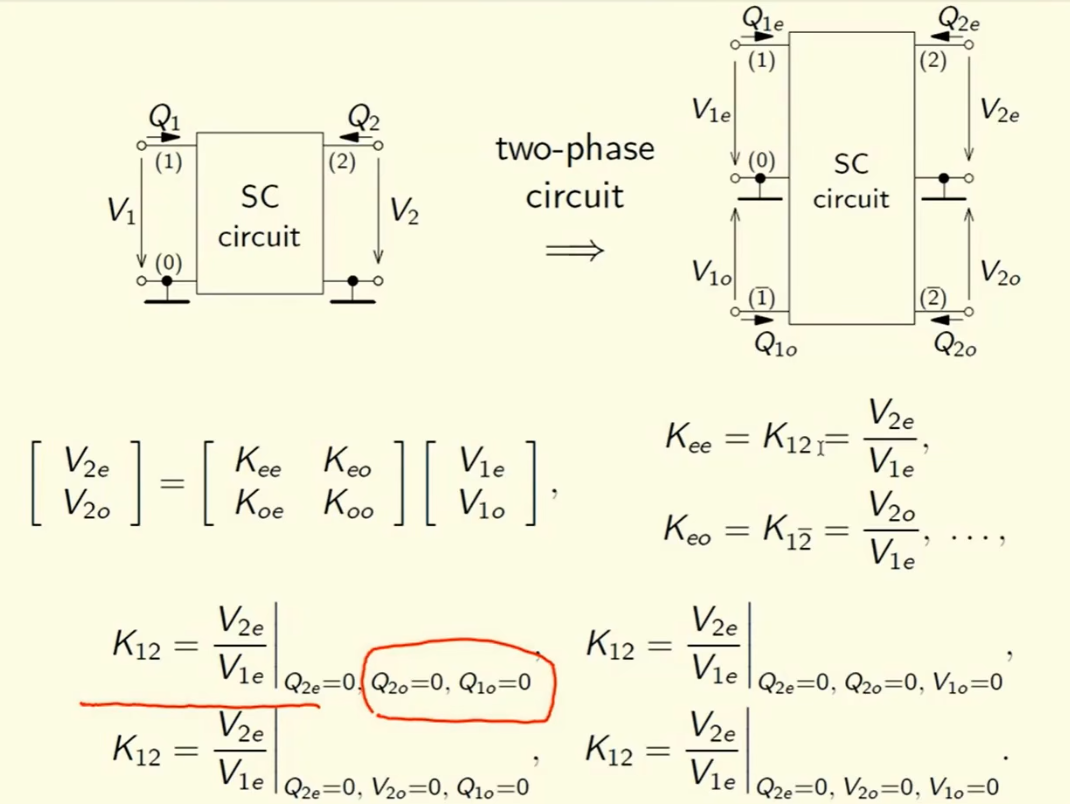 Q₁ Q₂
(1) (2)
V₁ SC circuit V₂
(0)
two-phase
circuit
⟹
Q₁ₑ Q₂ₑ
(1) (2)
V₁ₑ V₂ₑ
(0)
SC
circuit
V₁ₒ V₂ₒ
(1̅) (2̅)
Q₁ₒ Q₂ₒ
[ V₂ₑ ; V₂ₒ ] = [ Kₑₑ Kₑₒ ; Kₒₑ Kₒₒ ] [ V₁ₑ ; V₁ₒ ],
Kₑₑ = K₁₂ = V₂ₑ / V₁ₑ,
Kₑₒ = K₁₂̅ = V₂ₒ / V₁ₑ, ...,
K₁₂ = V₂ₑ / V₁ₑ | Q₂ₑ=0, Q₂ₒ=0, Q₁ₒ=0 , K₁₂ = V₂ₑ / V₁ₑ | Q₂ₑ=0, Q₂ₒ=0, V₁ₒ=0 ,
K₁₂ = V₂ₑ / V₁ₑ | Q₂ₑ=0, V₂ₒ=0, Q₁ₒ=0 , K₁₂ = V₂ₑ / V₁ₑ | Q₂ₑ=0, V₂ₒ=0, V₁ₒ=0 .